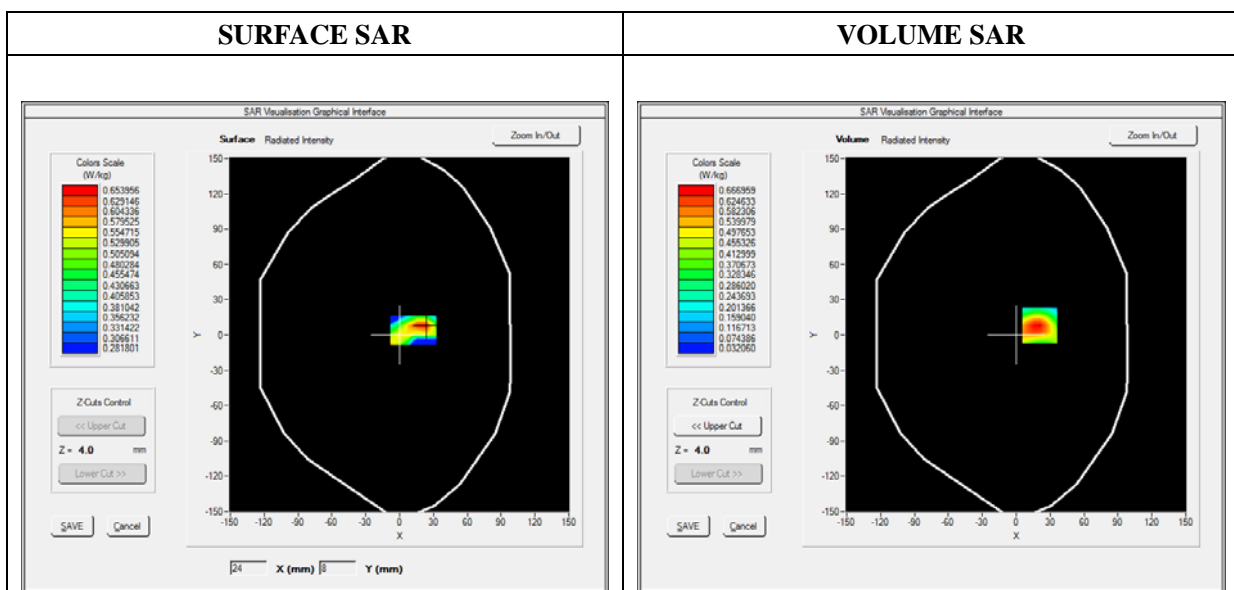 SURFACE SAR
SAR Visualisation Graphical Interface
Surface Radiated Intensity
Zoom In/Out
Colors Scale
(W/kg)
0.653956
0.629146
0.604336
0.579525
0.554715
0.529905
0.505094
0.480284
0.455474
0.430663
0.405853
0.381042
0.356232
0.331422
0.306611
0.281801
Z-Cuts Control
<< Upper Cut
Z = 4.0 mm
Lower Cut >>
SAVE Cancel
150
120
90
60
30
0
-30
-60
-90
-120
-150
Y
-150 -120 -90 -60 -30 0 30 60 90 120 150
X
24 X (mm) 8 Y (mm)
VOLUME SAR
SAR Visualisation Graphical Interface
Volume Radiated Intensity
Zoom In/Out
Colors Scale
(W/kg)
0.666959
0.624633
0.582306
0.539979
0.497653
0.455326
0.412999
0.370673
0.328346
0.286020
0.243693
0.201366
0.159040
0.116713
0.074386
0.032060
Z-Cuts Control
<< Upper Cut
Z = 4.0 mm
Lower Cut >>
SAVE Cancel
150
120
90
60
30
0
-30
-60
-90
-120
-150
Y
-150 -120 -90 -60 -30 0 30 60 90 120 150
X